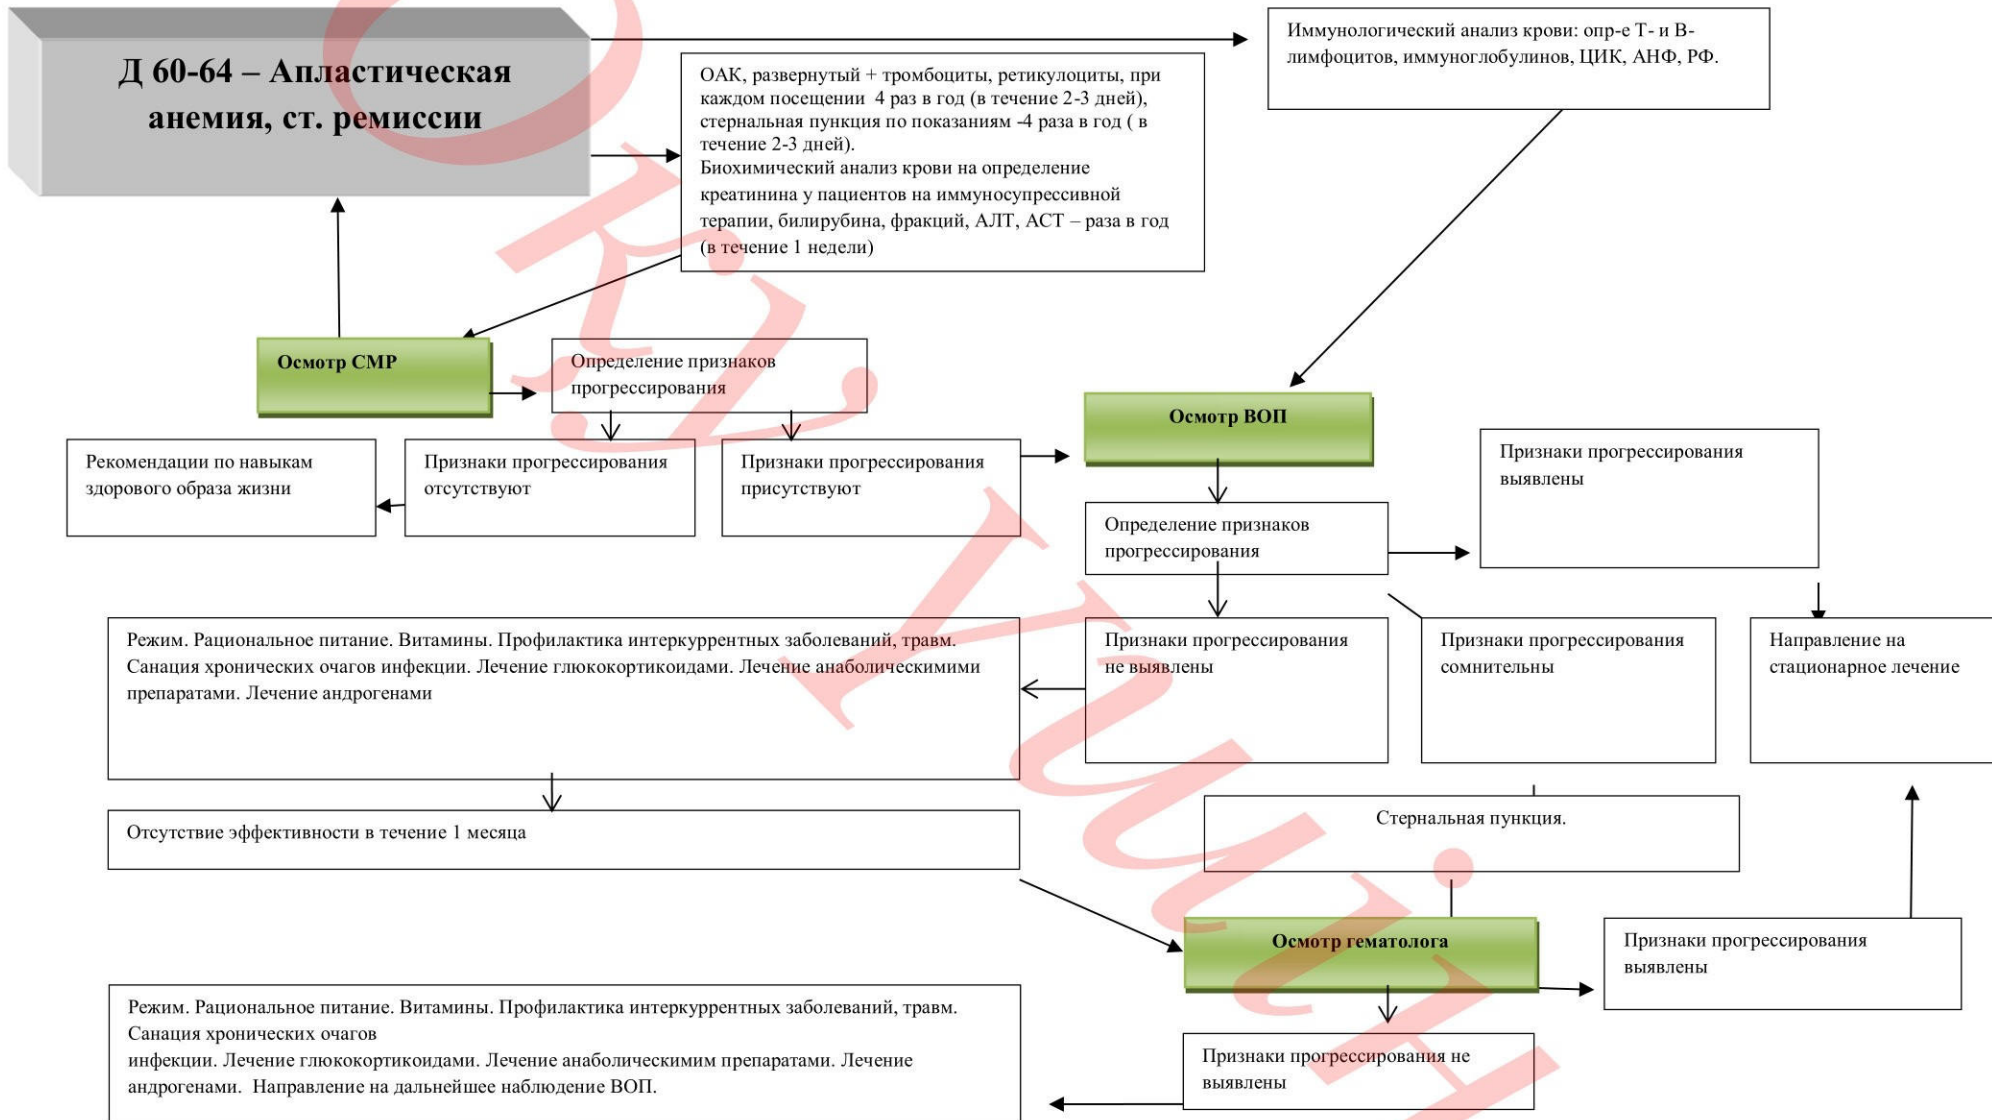 Д 60-64 – Апластическая
анемия, ст. ремиссии
Иммунологический анализ крови: опр-е Т- и В-
лимфоцитов, иммуноглобулинов, ЦИК, АНФ, РФ.
ОАК, развернутый + тромбоциты, ретикулоциты, при
каждом посещении 4 раз в год (в течение 2-3 дней),
стернальная пункция по показаниям -4 раза в год ( в
течение 2-3 дней).
Биохимический анализ крови на определение
креатинина у пациентов на иммуносупрессивной
терапии, билирубина, фракций, АЛТ, АСТ – раза в год
(в течение 1 недели)
Осмотр СМР
Определение признаков
прогрессирования
Осмотр ВОП
Рекомендации по навыкам
здорового образа жизни
Признаки прогрессирования
отсутствуют
Признаки прогрессирования
присутствуют
Признаки прогрессирования
выявлены
Определение признаков
прогрессирования
Режим. Рациональное питание. Витамины. Профилактика интеркуррентных заболеваний, травм.
Санация хронических очагов инфекции. Лечение глюкокортикоидами. Лечение анаболическимими
препаратами. Лечение андрогенами
Признаки прогрессирования
не выявлены
Признаки прогрессирования
сомнительны
Направление на
стационарное лечение
Отсутствие эффективности в течение 1 месяца
Стернальная пункция.
Осмотр гематолога
Признаки прогрессирования
выявлены
Режим. Рациональное питание. Витамины. Профилактика интеркуррентных заболеваний, травм.
Санация хронических очагов
инфекции. Лечение глюкокортикоидами. Лечение анаболическимим препаратами. Лечение
андрогенами. Направление на дальнейшее наблюдение ВОП.
Признаки прогрессирования не
выявлены